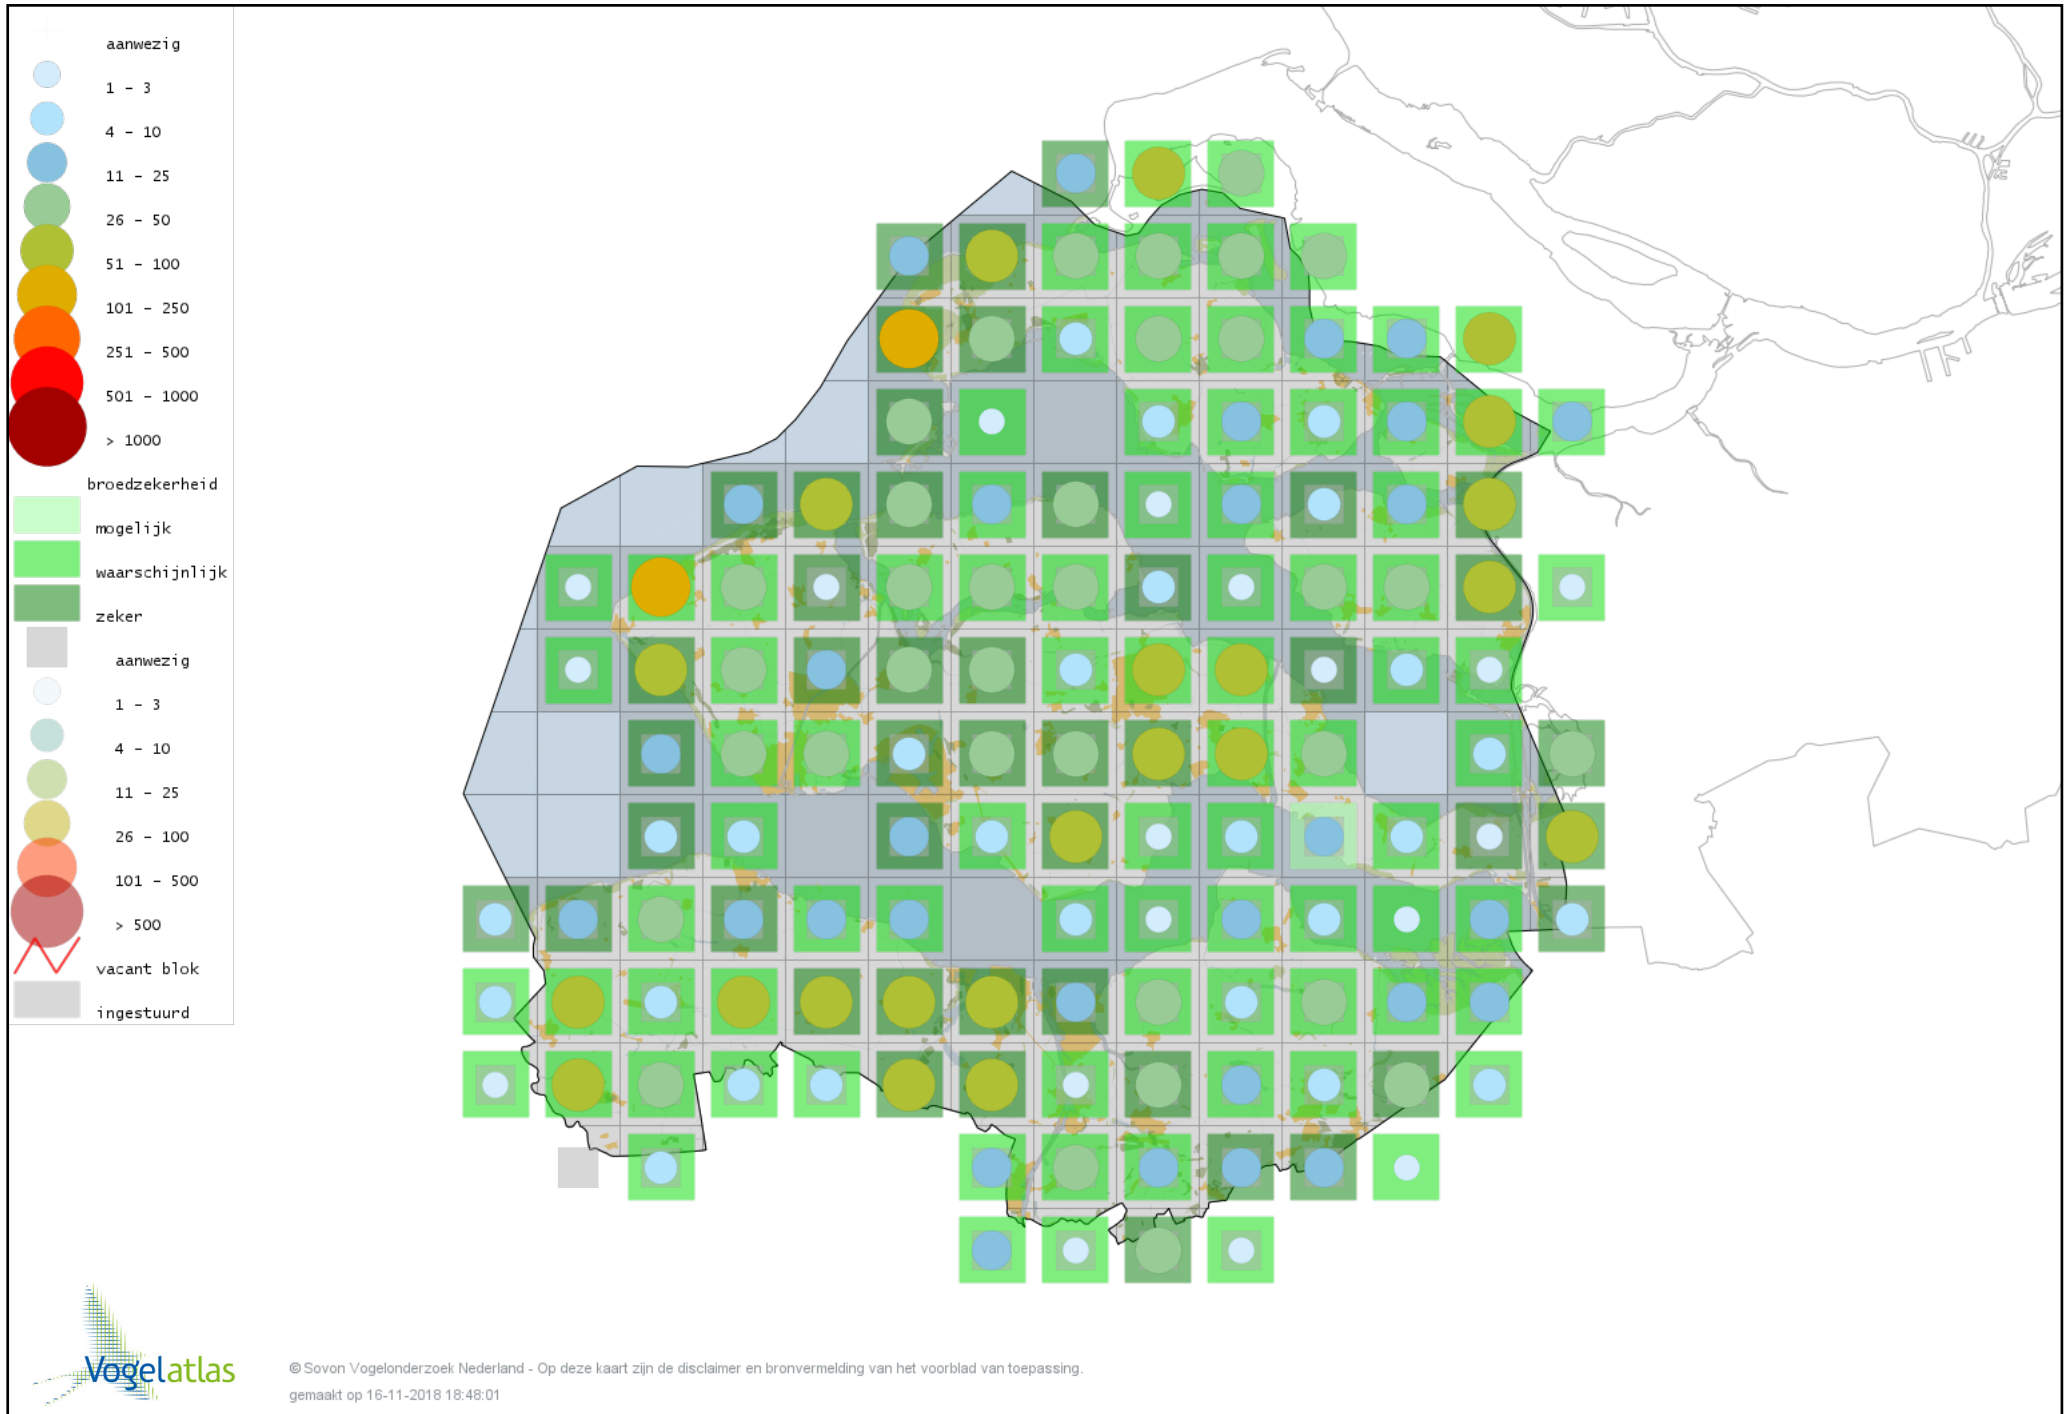 aanwezig
1 - 3
4 - 10
11 - 25
26 - 50
51 - 100
101 - 250
251 - 500
501 - 1000
> 1000
broedzekerheid
mogelijk
waarschijnlijk
zeker
aanwezig
1 - 3
4 - 10
11 - 25
26 - 100
101 - 500
> 500
vacant blok
ingestuurd
Vogelatlas
© Sovon Vogelonderzoek Nederland - Op deze kaart zijn de disclaimer en bronvermelding van het voorblad van toepassing.
gemaakt op 16-11-2018 18:48:01